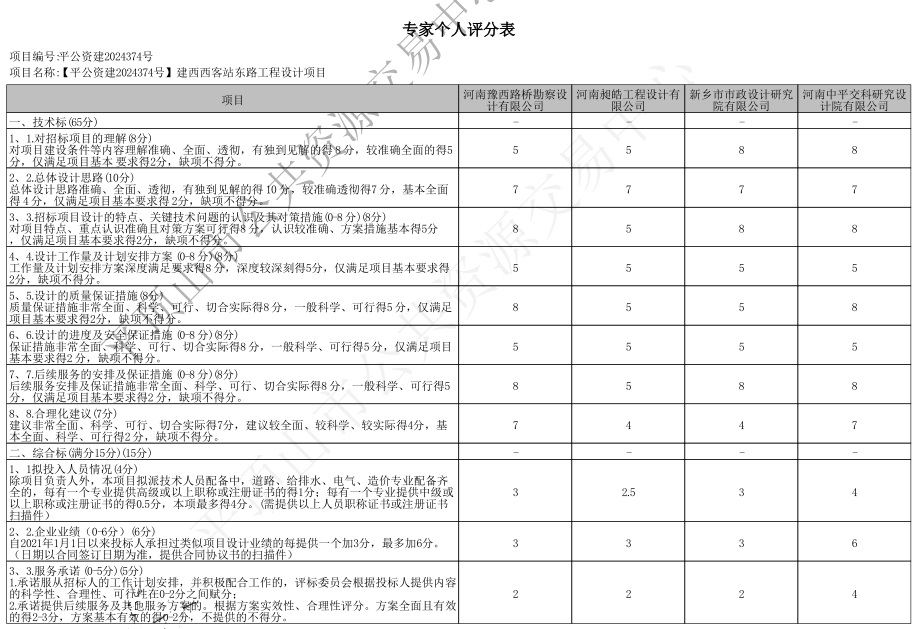 专家个人评分表
项目编号:平公资建2024374号
项目名称:【平公资建2024374号】建西西客站东路工程设计项目
项目 河南豫西路桥勘察设计有限公司 河南昶皓工程设计有限公司 新乡市市政设计研究院有限公司 河南中平交科研究设计院有限公司
一、技术标(65分) - - - -
1、1.对招标项目的理解(8分)
对项目建设条件等内容理解准确、全面、透彻，有独到见解的得 8 分，较准确全面的得5
分，仅满足项目基本 要求得2分，缺项不得分。
5 5 8 8
2、2.总体设计思路(10分)
总体设计思路准确、全面、透彻，有独到见解的得 10 分，较准确透彻得7 分，基本全面
得 4 分，仅满足项目基本要求得 2分，缺项不得分。
7 7 7 7
3、3.招标项目设计的特点、关键技术问题的认识及其对策措施(0-8 分)(8分)
对项目特点、重点认识准确且对策方案可行得8 分，认识较准确、方案措施基本得5分
，仅满足项目基本要求得2分，缺项不得分。
8 5 8 8
4、4.设计工作量及计划安排方案 (0-8 分)(8分)
工作量及计划安排方案深度满足要求得8分，深度较深刻得5分，仅满足项目基本要求得
2分，缺项不得分。
5 5 5 5
5、5.设计的质量保证措施(8分)
质量保证措施非常全面、科学、可行、切合实际得8 分，一般科学、可行得5 分，仅满足
项目基本要求得2分，缺项不得分。
8 5 5 8
6、6.设计的进度及安全保证措施 (0-8 分)(8分)
保证措施非常全面、科学、可行、切合实际得8 分，一般科学、可行得5 分，仅满足项目
基本要求得2 分，缺项不得分。
5 5 5 5
7、7.后续服务的安排及保证措施 (0-8 分)(8分)
后续服务安排及保证措施非常全面、科学、可行、切合实际得8 分，一般科学、可行得5
分，仅满足项目基本要求得2 分，缺项不得分。
8 5 8 8
8、8.合理化建议(7分)
建议非常全面、科学、可行、切合实际得7分，建议较全面、较科学、较实际得4分，基
本全面、科学、可行得2 分，缺项不得分。
7 4 4 7
二、综合标(满分15分)(15分) - - - -
1、1拟投入人员情况(4分)
除项目负责人外，本项目拟派技术人员配备中，道路、给排水、电气、造价专业配备齐
全的，每有一个专业提供高级或以上职称或注册证书的得1分；每有一个专业提供中级或
以上职称或注册证书的得0.5分，本项最多得4分。(需提供以上人员职称证书或注册证书
扫描件）
3 2.5 3 4
2、2.企业业绩（0-6分）(6分)
自2021年1月1日以来投标人承担过类似项目设计业绩的每提供一个加3分，最多加6分。
（日期以合同签订日期为准，提供合同协议书的扫描件）
3 3 3 6
3、3.服务承诺 (0-5分)(5分)
1.承诺服从招标人的工作计划安排，并积极配合工作的，评标委员会根据投标人提供内容
的科学性、合理性、可行性在0-2分之间赋分；
2.承诺提供后续服务及其他服务方案的。根据方案实效性、合理性评分。方案全面且有效
的得2-3分，方案基本有效的得0-2分，不提供的不得分。
2 2 2 4
平顶山市公共资源交易中心
平顶山市公共资源交易中心